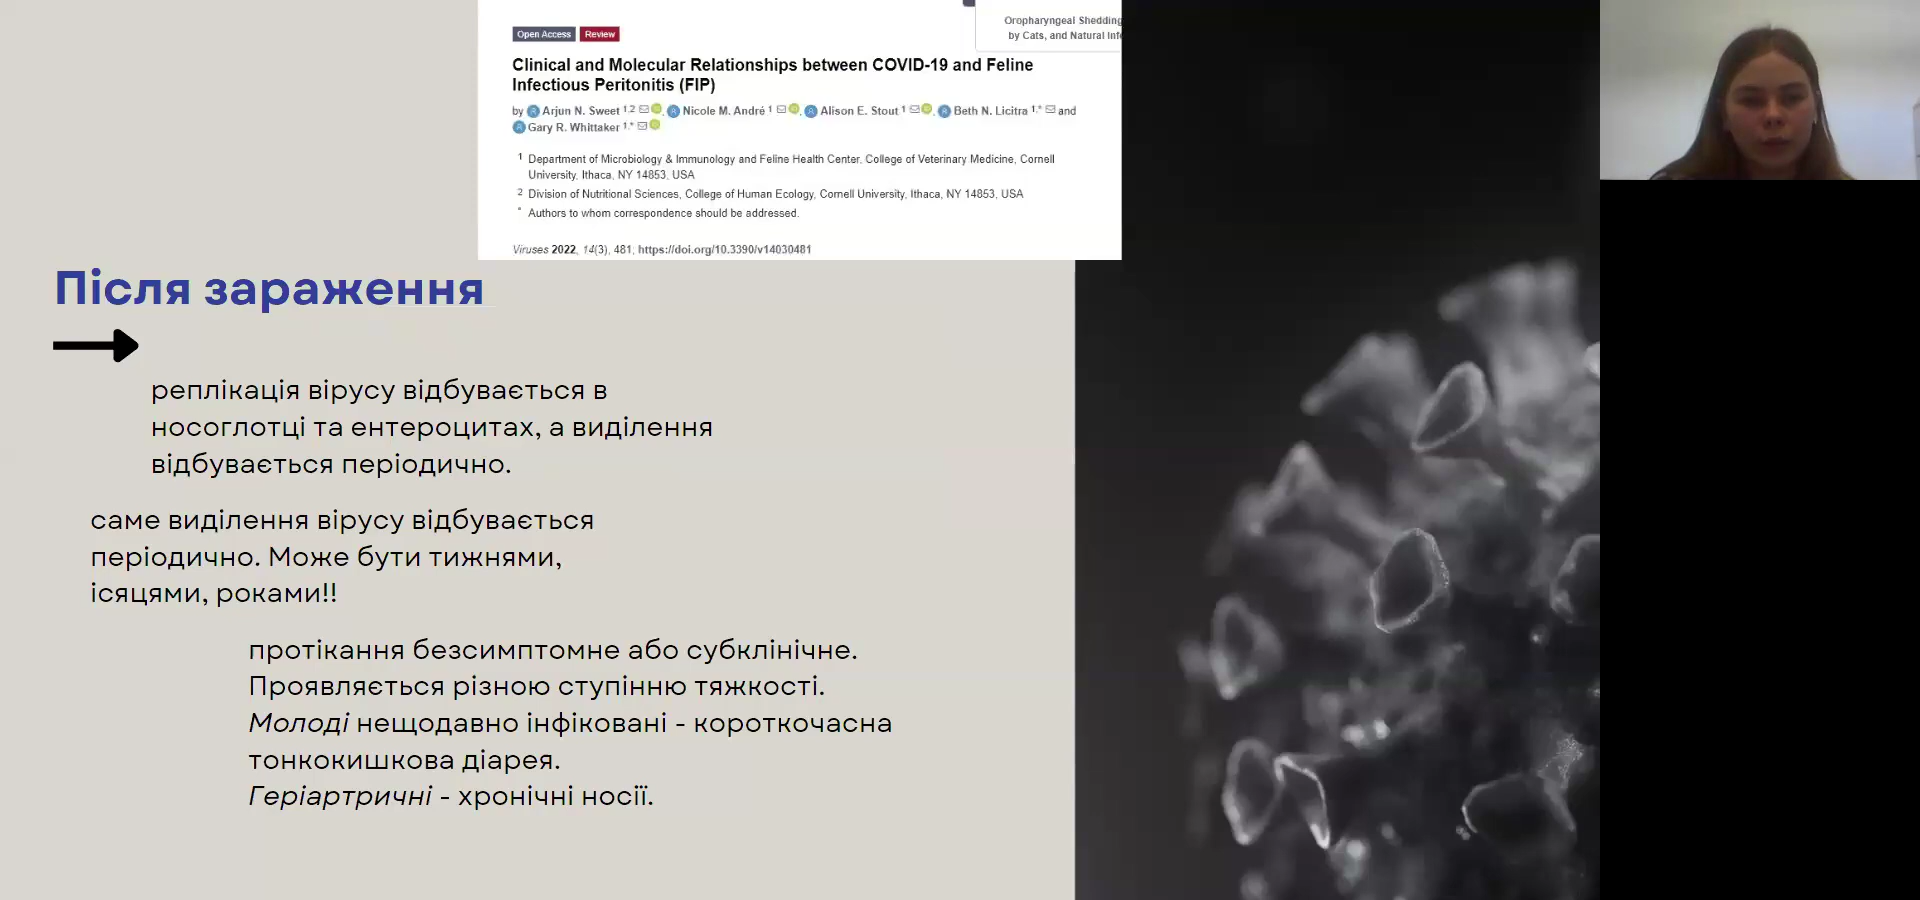 Oropharyngeal Shedding
by Cats, and Natural
Open Access Review
Clinical and Molecular Relationships between COVID-19 and Feline
Infectious Peritonitis (FIP)
by Arjun N. Sweet 1,2, Nicole M. André 1, Alison E. Stout 1, Beth N. Licitra 1,* and
Gary R. Whittaker 1,*
1 Department of Microbiology & Immunology and Feline Health Center, College of Veterinary Medicine, Cornell
University, Ithaca, NY 14853, USA
2 Division of Nutritional Sciences, College of Human Ecology, Cornell University, Ithaca, NY 14853, USA
* Authors to whom correspondence should be addressed.
Viruses 2022, 14(3), 481; https://doi.org/10.3390/v14030481
Після зараження
реплікація вірусу відбувається в
носоглотці та ентероцитах, а виділення
відбувається періодично.
саме виділення вірусу відбувається
періодично. Може бути тижнями,
ісяцями, роками!!
протікання безсимптомне або субклінічне.
Проявляється різною ступінню тяжкості.
Молоді нещодавно інфіковані - короткочасна
тонкокишкова діарея.
Геріартричні - хронічні носії.